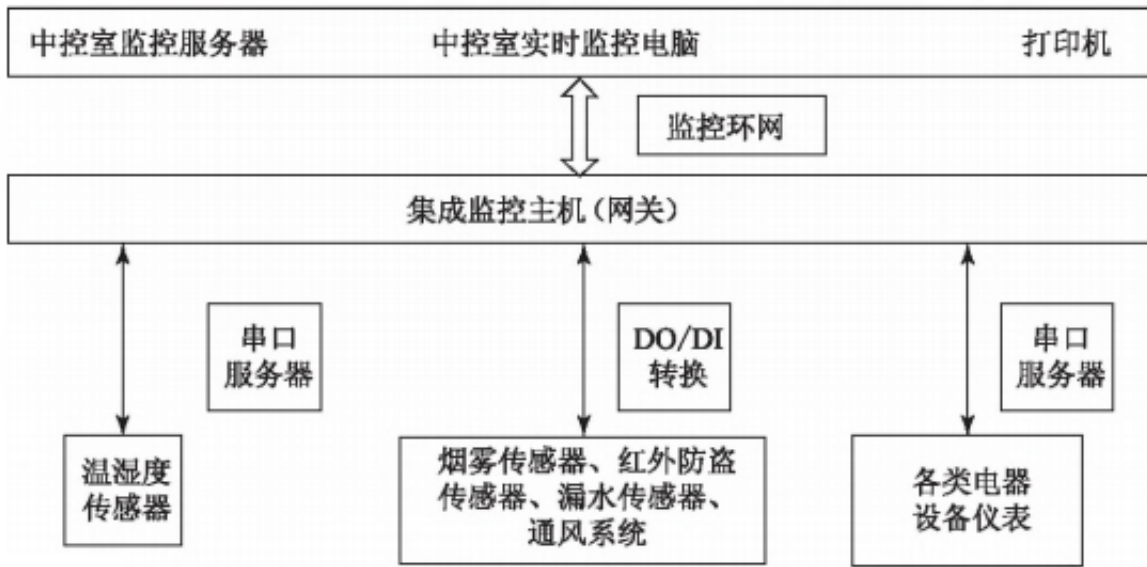 中控室监控服务器 中控室实时监控电脑 打印机
监控环网
集成监控主机(网关)
串口
服务器
DO/DI
转换
串口
服务器
温湿度
传感器
烟雾传感器、红外防盗
传感器、漏水传感器、
通风系统
各类电器
设备仪表